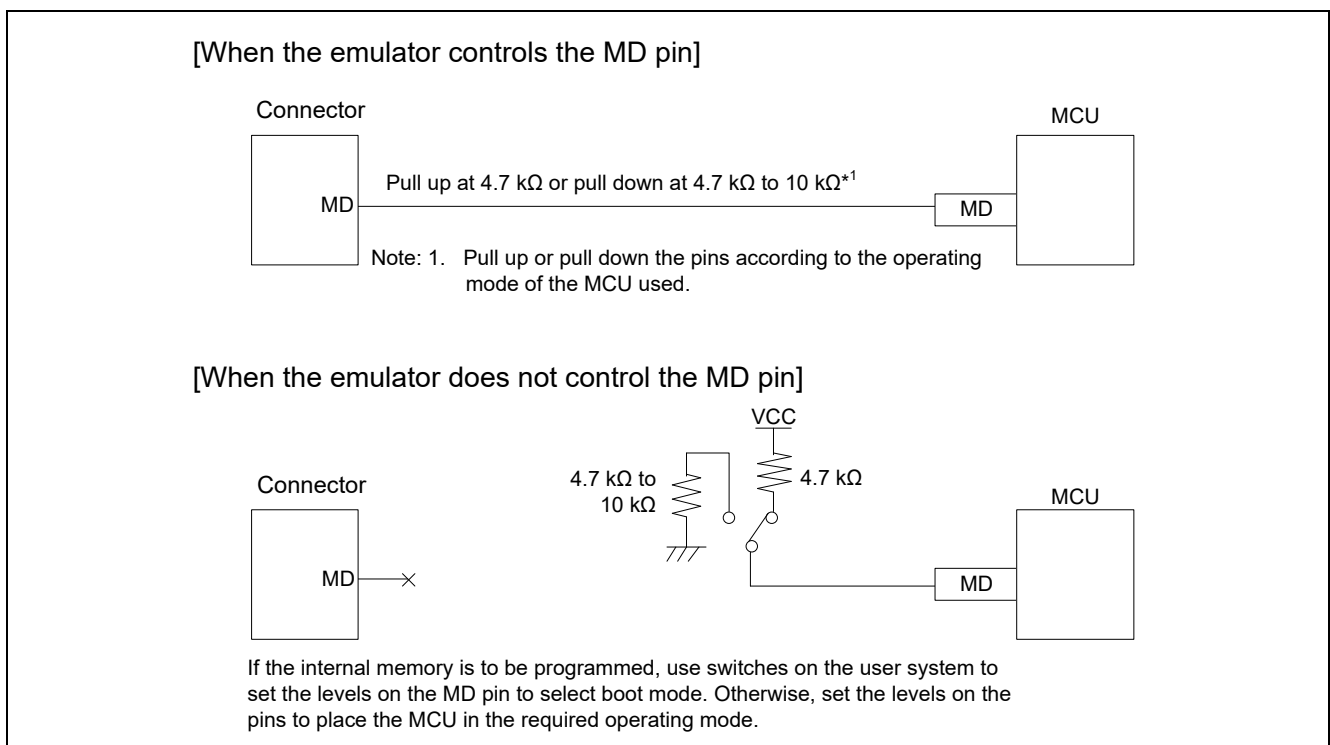 [When the emulator controls the MD pin]
Connector
MCU
Pull up at 4.7 kΩ or pull down at 4.7 kΩ to 10 kΩ*1
MD
MD
Note: 1. Pull up or pull down the pins according to the operating
mode of the MCU used.
[When the emulator does not control the MD pin]
VCC
4.7 kΩ to
10 kΩ
4.7 kΩ
Connector
MCU
MD
MD
If the internal memory is to be programmed, use switches on the user system to
set the levels on the MD pin to select boot mode. Otherwise, set the levels on the
pins to place the MCU in the required operating mode.